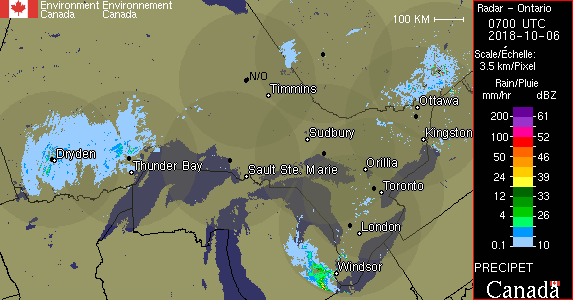 Environment Environnement
Canada Canada
100 KM
N/O
Timmins
Ottawa
Sudbury
Kingston
Dryden
Thunder Bay
Sault Ste. Marie
Orillia
Toronto
London
Windsor
Radar - Ontario
0700 UTC
2018-10-06
Scale/Échelle:
3.5 km/Pixel
Rain/Pluie
mm/hr dBZ
200 61
100 52
50 46
24 39
12 33
4 26
0.1 10
PRECIPET
Canada